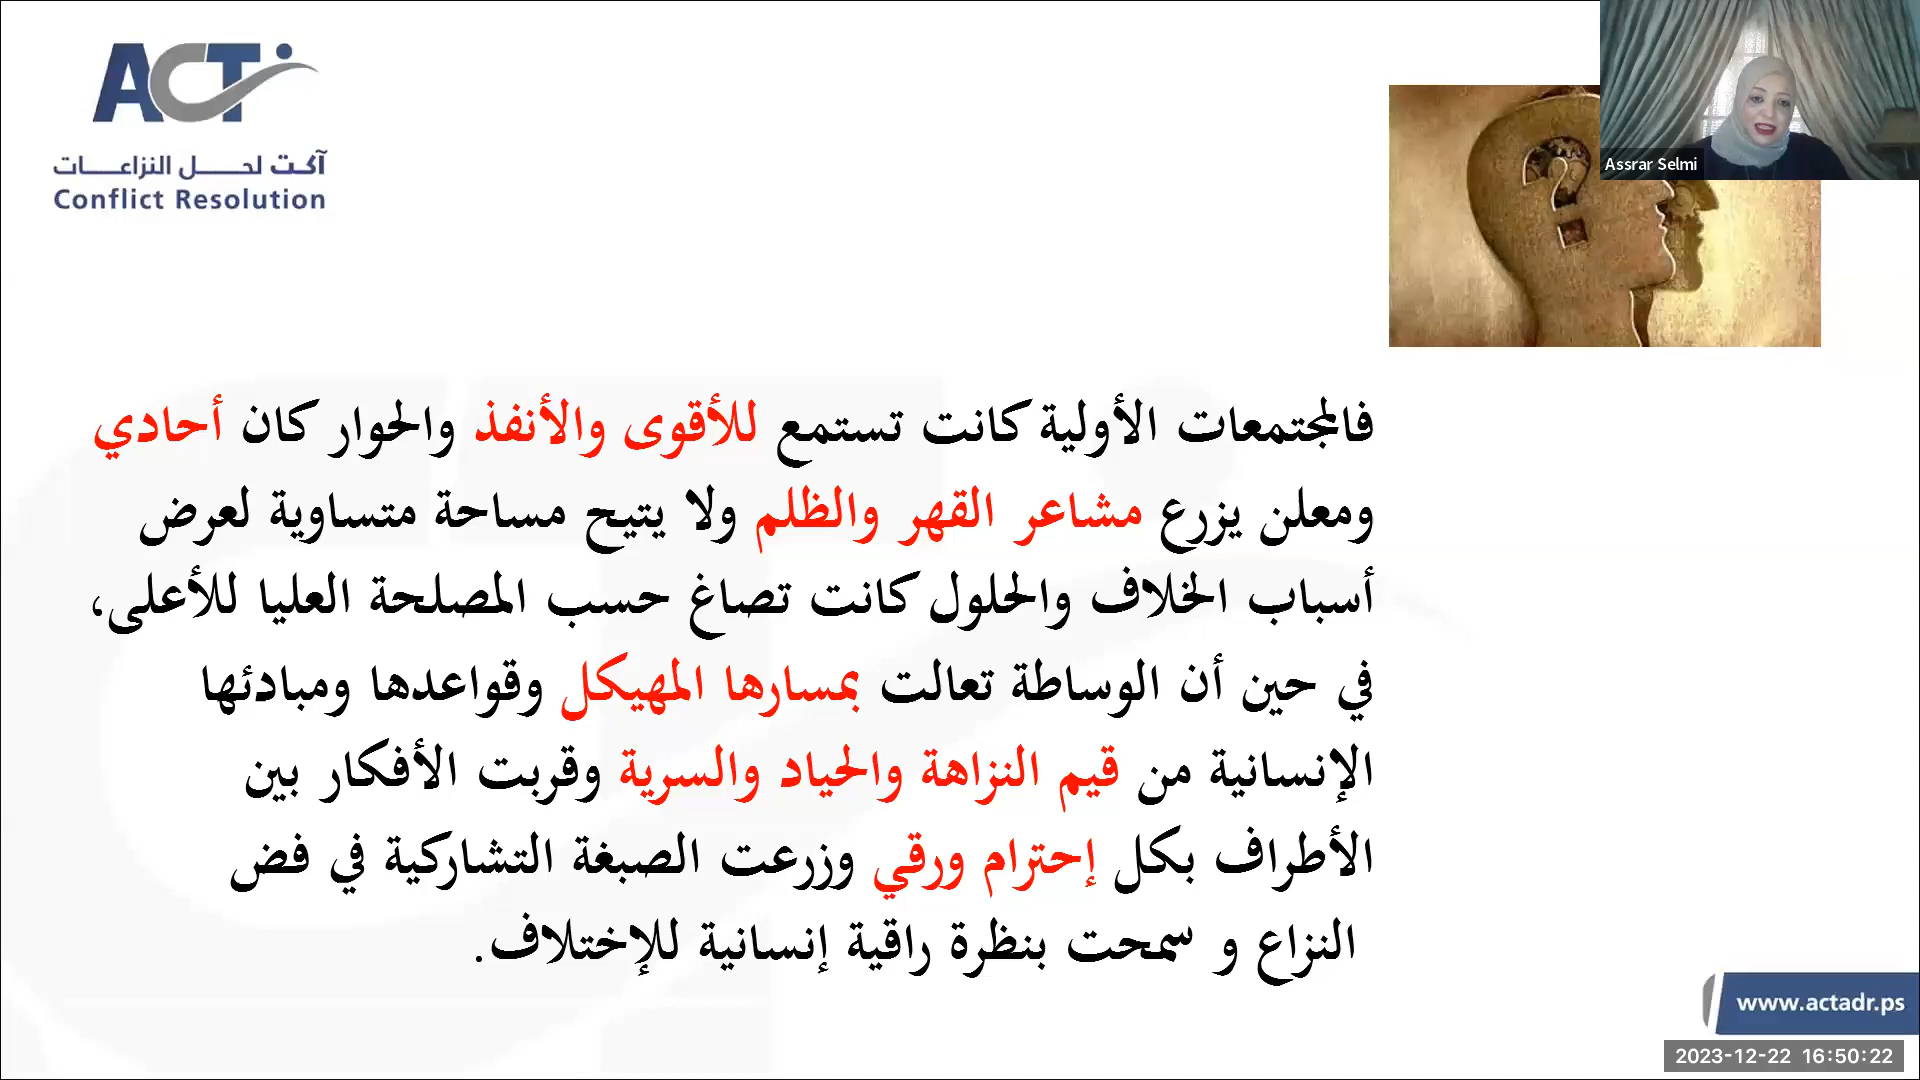 ACT
آكت لحل النزاعات
Conflict Resolution
Assrar Selmi
فالمجتمعات الأولية كانت تستمع للأقوى والأنفذ والحوار كان أحادي
ومعلن يزرع مشاعر القهر والظلم ولا يتيح مساحة متساوية لعرض
أسباب الخلاف والحلول كانت تصاغ حسب المصلحة العليا للأعلى،
في حين أن الوساطة تعالت بمسارها المهيكل وقواعدها ومبادئها
الإنسانية من قيم النزاهة والحياد والسرية وقربت الأفكار بين
الأطراف بكل إحترام ورقي وزرعت الصبغة التشاركية في فض
النزاع و سمحت بنظرة راقية إنسانية للإختلاف.
www.actadr.ps
2023-12-22 16:50:22